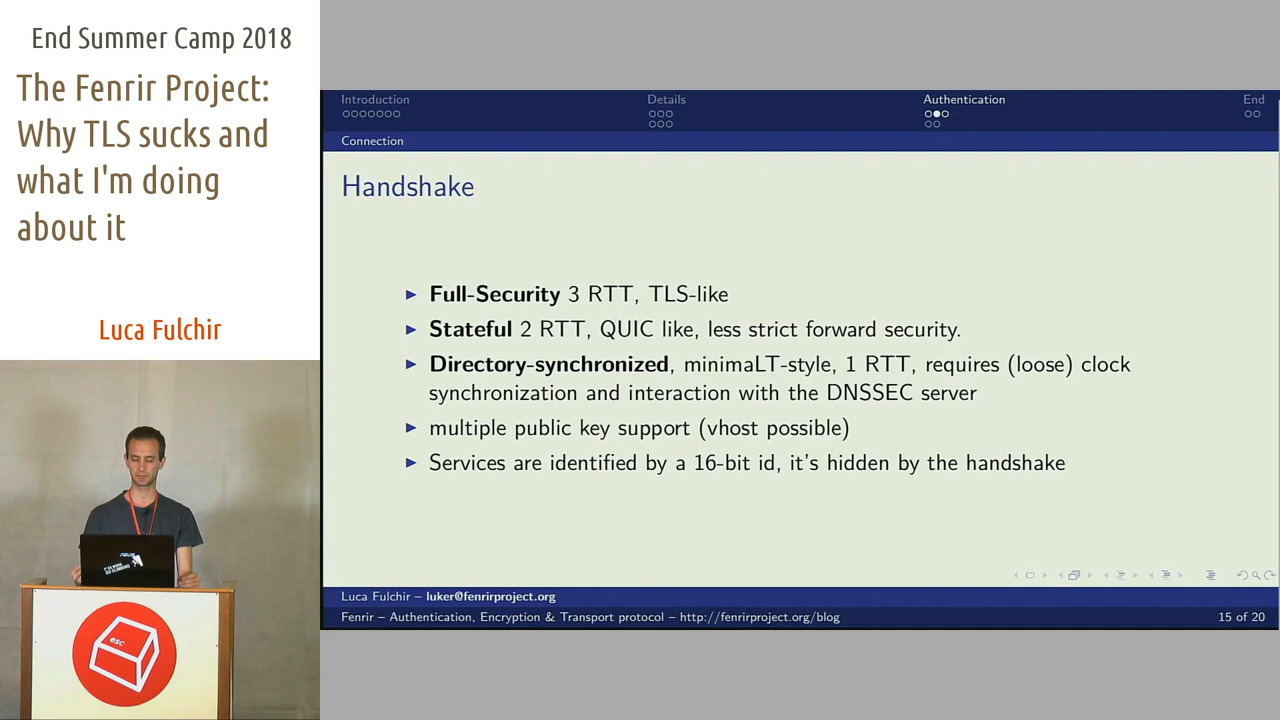 End Summer Camp 2018
The Fenrir Project:
Why TLS sucks and
what I'm doing
about it
Luca Fulchir
esc
Introduction
Details
Authentication
End
Connection
Handshake
Full-Security 3 RTT, TLS-like
Stateful 2 RTT, QUIC like, less strict forward security.
Directory-synchronized, minimaLT-style, 1 RTT, requires (loose) clock
synchronization and interaction with the DNSSEC server
multiple public key support (vhost possible)
Services are identified by a 16-bit id, it's hidden by the handshake
Luca Fulchir – luker@fenrirproject.org
Fenrir – Authentication, Encryption & Transport protocol – http://fenrirproject.org/blog
15 of 20